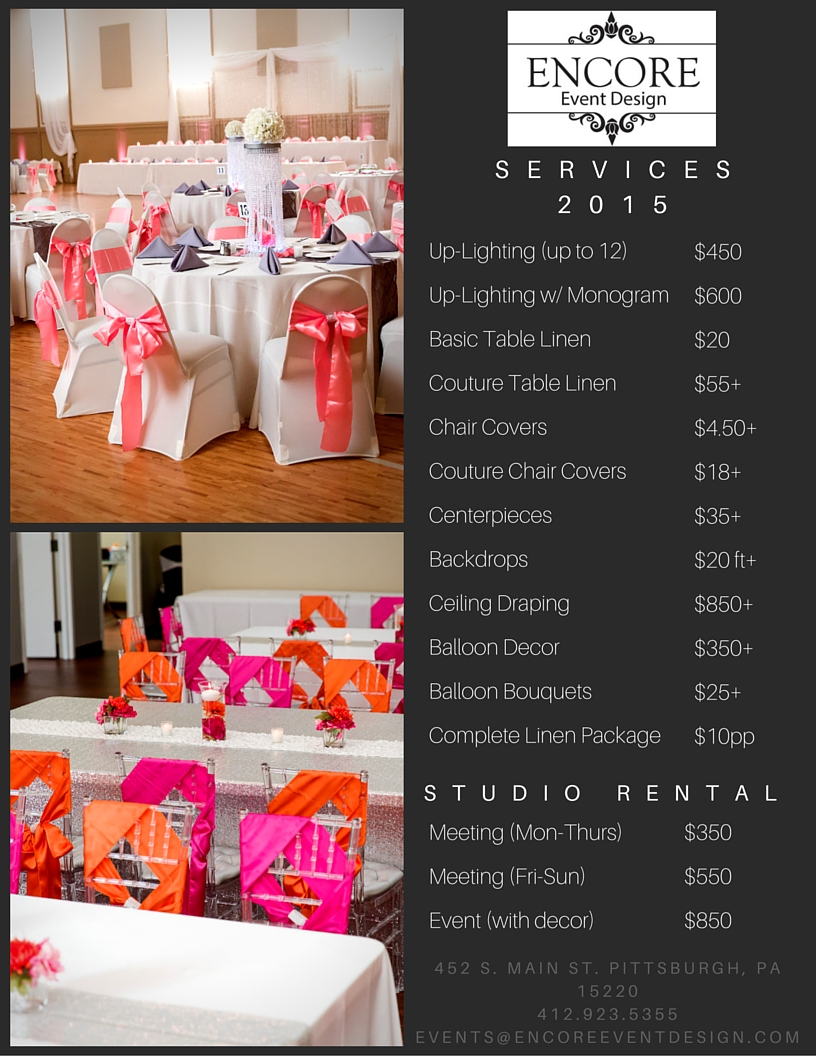 ENCORE
Event Design
SERVICES
2015
Up-Lighting (up to 12) $450
Up-Lighting w/ Monogram $600
Basic Table Linen $20
Couture Table Linen $55+
Chair Covers $4.50+
Couture Chair Covers $18+
Centerpieces $35+
Backdrops $20 ft+
Ceiling Draping $850+
Balloon Decor $350+
Balloon Bouquets $25+
Complete Linen Package $10pp
STUDIO RENTAL
Meeting (Mon-Thurs) $350
Meeting (Fri-Sun) $550
Event (with decor) $850
452 S. MAIN ST. PITTSBURGH, PA
15220
412.923.5355
EVENTS@ENCOREEVENTDESIGN.COM
11